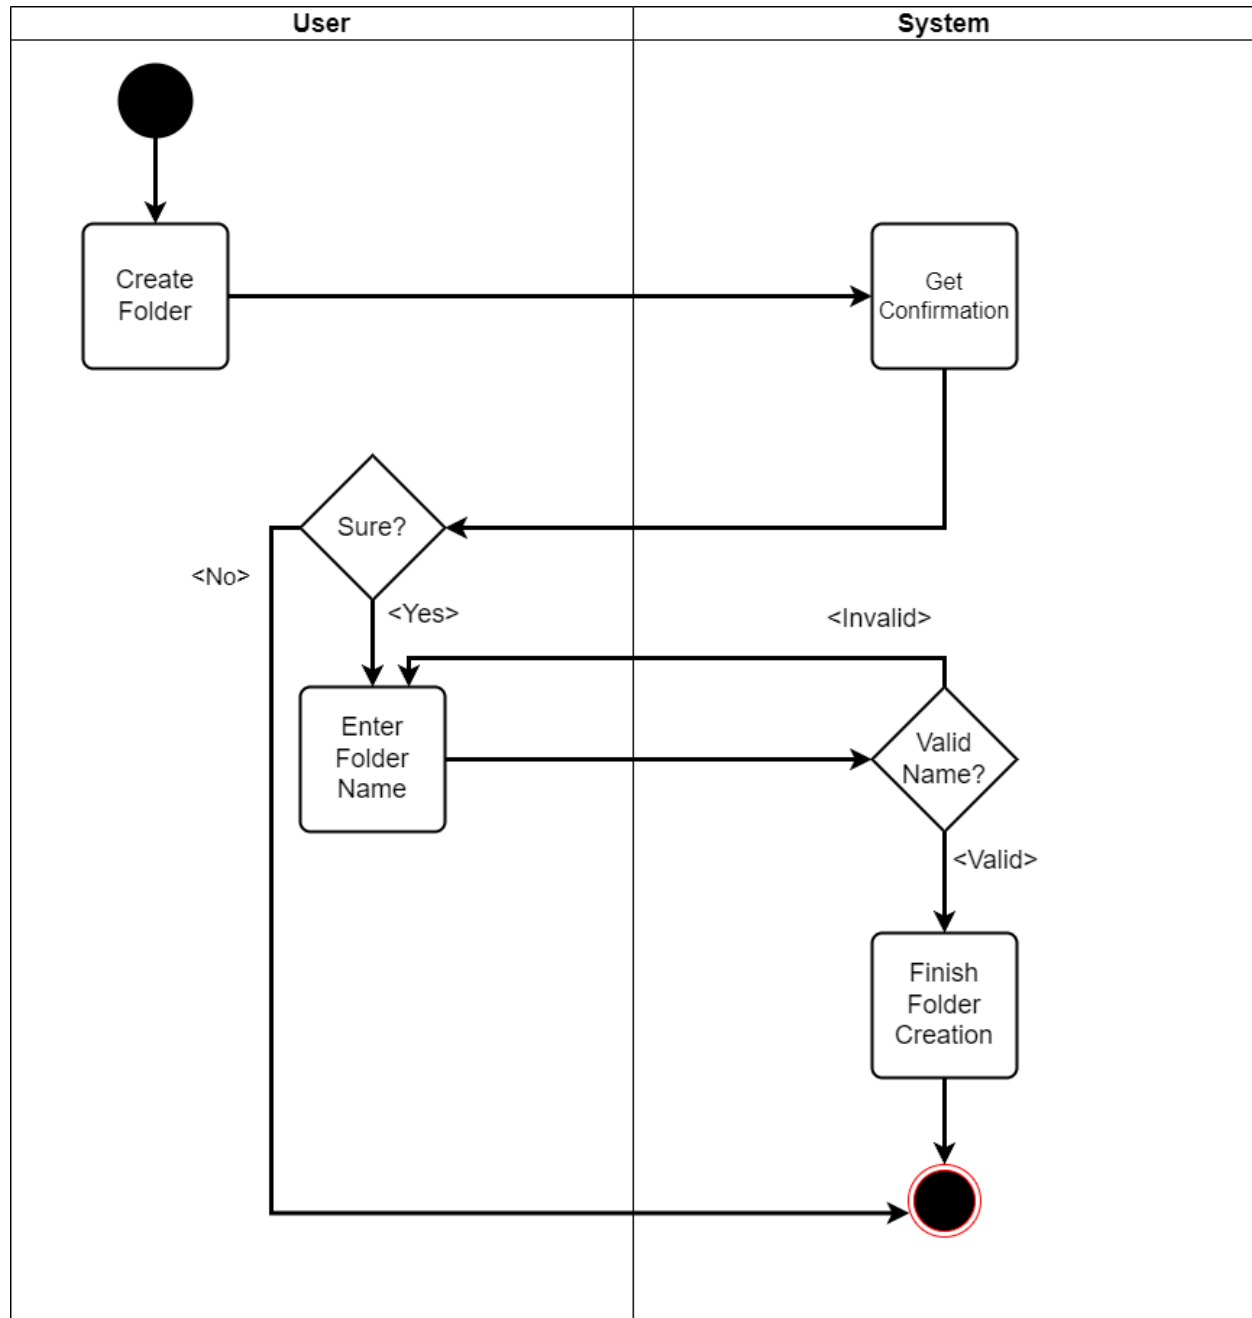 User
System
Create
Folder
Get
Confirmation
Sure?
<No>
<Yes>
<Invalid>
Enter
Folder
Name
Valid
Name?
<Valid>
Finish
Folder
Creation